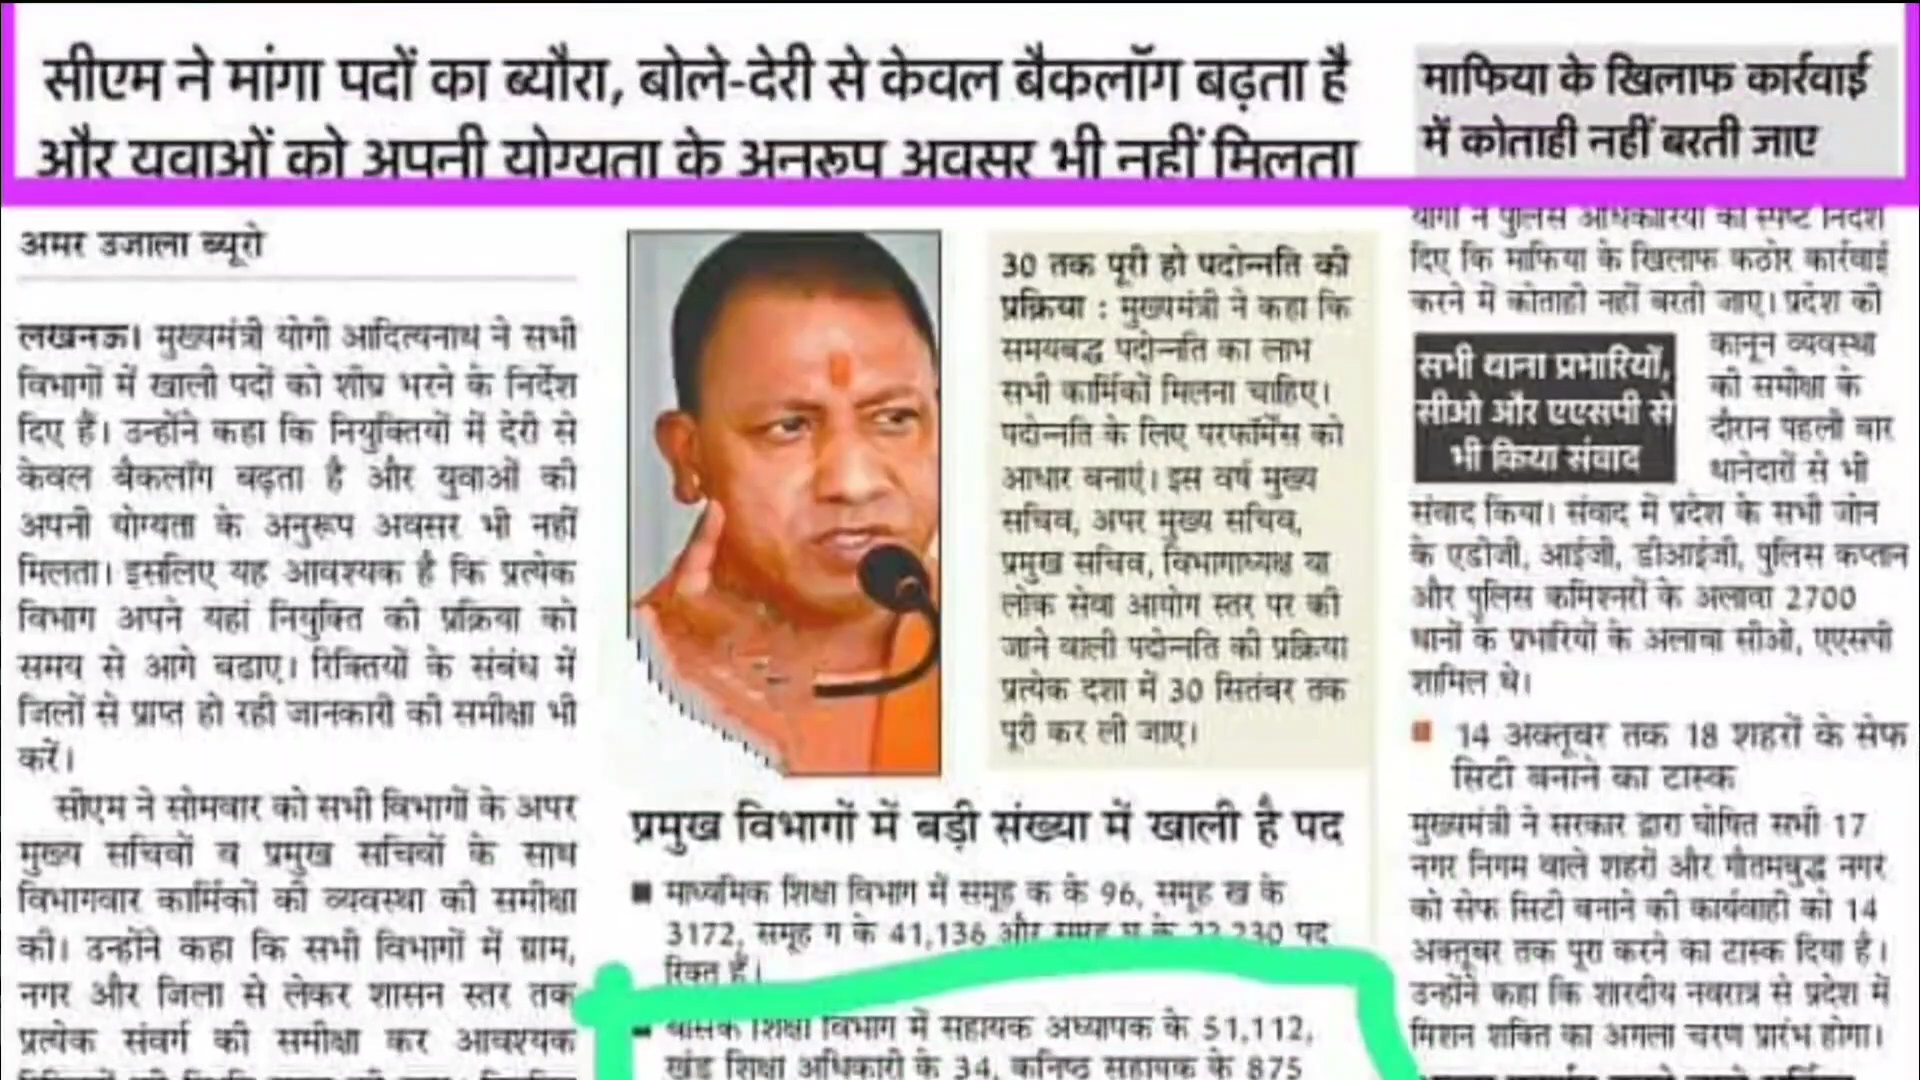 सीएम ने मांगा पदों का ब्यौरा, बोले-देरी से केवल बैकलॉग बढ़ता है
और युवाओं को अपनी योग्यता के अनुरूप अवसर भी नहीं मिलता
अमर उजाला ब्यूरो
लखनऊ। मुख्यमंत्री योगी आदित्यनाथ ने सभी
विभागों में खाली पदों को शीघ्र भरने के निर्देश
दिए हैं। उन्होंने कहा कि नियुक्तियों में देरी से
केवल बैकलॉग बढ़ता है और युवाओं को
अपनी योग्यता के अनुरूप अवसर भी नहीं
मिलता। इसलिए यह आवश्यक है कि प्रत्येक
विभाग अपने यहां नियुक्ति की प्रक्रिया को
समय से आगे बढाए। रिक्तियों के संबंध में
जिलों से प्राप्त हो रही जानकारी की समीक्षा भी
करें।
सीएम ने सोमवार को सभी विभागों के अपर
मुख्य सचिवों व प्रमुख सचिवों के साथ
विभागवार कार्मिकों की व्यवस्था की समीक्षा
की। उन्होंने कहा कि सभी विभागों में ग्राम,
नगर और जिला से लेकर शासन स्तर तक
प्रत्येक संवर्ग की समीक्षा कर आवश्यक
30 तक पूरी हो पदोन्नति की
प्रक्रिया : मुख्यमंत्री ने कहा कि
समयबद्ध पदोन्नति का लाभ
सभी कार्मिकों मिलना चाहिए।
पदोन्नति के लिए परफॉर्मेंस को
आधार बनाएं। इस वर्ष मुख्य
सचिव, अपर मुख्य सचिव,
प्रमुख सचिव, विभागाध्यक्ष या
लोक सेवा आयोग स्तर पर की
जाने वाली पदोन्नति की प्रक्रिया
प्रत्येक दशा में 30 सितंबर तक
पूरी कर ली जाए।
प्रमुख विभागों में बड़ी संख्या में खाली है पद
■ माध्यमिक शिक्षा विभाग में समूह क के 96, समूह ख के
3172, समूह ग के 41,136 और समूह घ के 22,230 पद
रिक्त हैं।
■ बेसिक शिक्षा विभाग में सहायक अध्यापक के 51,112,
खंड शिक्षा अधिकारी के 34, कनिष्ठ सहायक के 875
माफिया के खिलाफ कार्रवाई
में कोताही नहीं बरती जाए
योगी ने पुलिस अधिकारियों को स्पष्ट निर्देश
दिए कि माफिया के खिलाफ कठोर कार्रवाई
करने में कोताही नहीं बरती जाए। प्रदेश की
सभी थाना प्रभारियों,
सीओ और एएसपी से
भी किया संवाद
कानून व्यवस्था
की समीक्षा के
दौरान पहली बार
थानेदारों से भी
संवाद किया। संवाद में प्रदेश के सभी जोन
के एडीजी, आईजी, डीआईजी, पुलिस कप्तान
और पुलिस कमिश्नरों के अलावा 2700
थानों के प्रभारियों के अलावा सीओ, एएसपी
शामिल थे।
■ 14 अक्तूबर तक 18 शहरों के सेफ
सिटी बनाने का टास्क
मुख्यमंत्री ने सरकार द्वारा घोषित सभी 17
नगर निगम वाले शहरों और गौतमबुद्ध नगर
को सेफ सिटी बनाने की कार्यवाही को 14
अक्तूबर तक पूरा करने का टास्क दिया है।
उन्होंने कहा कि शारदीय नवरात्र से प्रदेश में
मिशन शक्ति का अगला चरण प्रारंभ होगा।